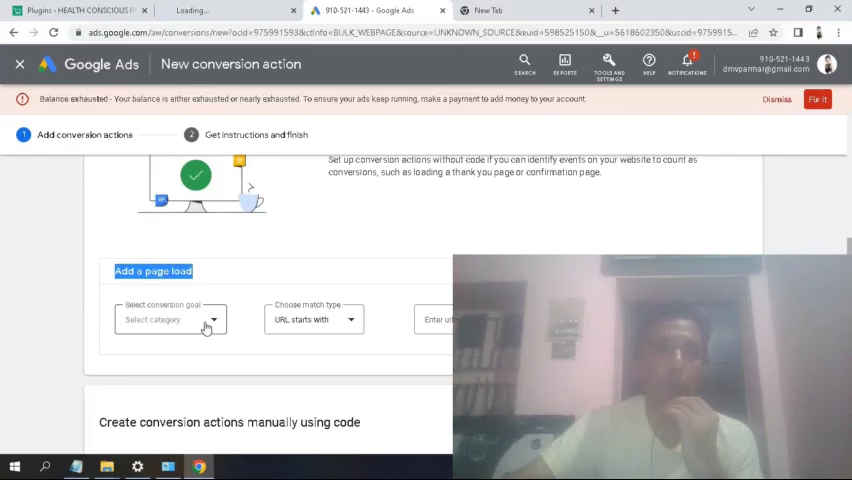 Plugins ‹ HEALTH CONSCIOUS P
Loading...
910-521-1443 - Google Ads
New Tab
ads.google.com/aw/conversions/new?ocid=975991593&ctInfo=BULK_WEBPAGE&source=UNKNOWN_SOURCE&euid=598525150&__u=5618602350&uscid=9759915...
Google Ads
New conversion action
SEARCH
REPORTS
TOOLS AND
SETTINGS
HELP
NOTIFICATIONS
910-521-1443
dmvparmar@gmail.com
Balance exhausted - Your balance is either exhausted or nearly exhausted. To ensure your ads keep running, make a payment to add money to your account.
Dismiss
Fix it
1 Add conversion actions
2 Get instructions and finish
Set up conversion actions without code if you can identify events on your website to count as
conversions, such as loading a thank you page or confirmation page.
Add a page load
Select conversion goal
Select category
Choose match type
URL starts with
Enter
Create conversion actions manually using code